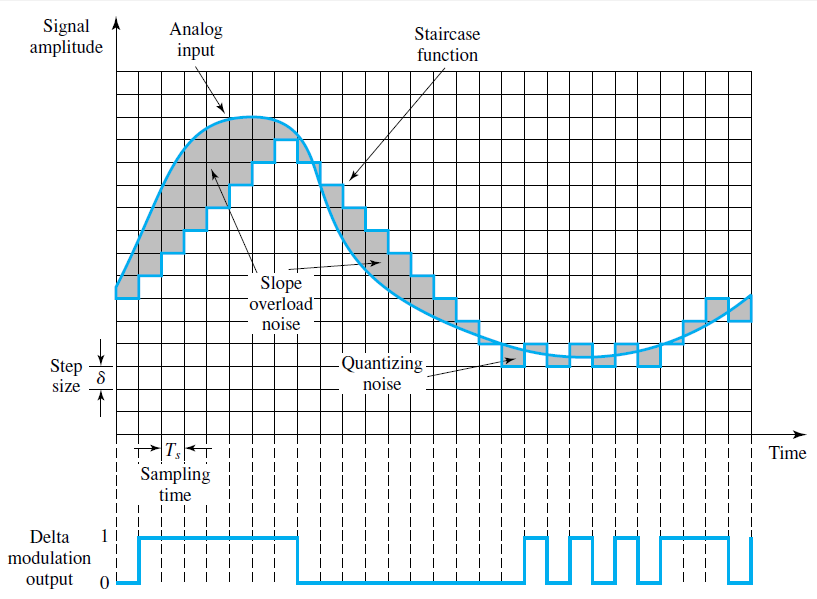 Signal
amplitude
Analog
input
Staircase
function
Slope
overload
noise
Quantizing
noise
Step
size
δ
Tₛ
Sampling
time
Time
Delta
modulation
output
1
0